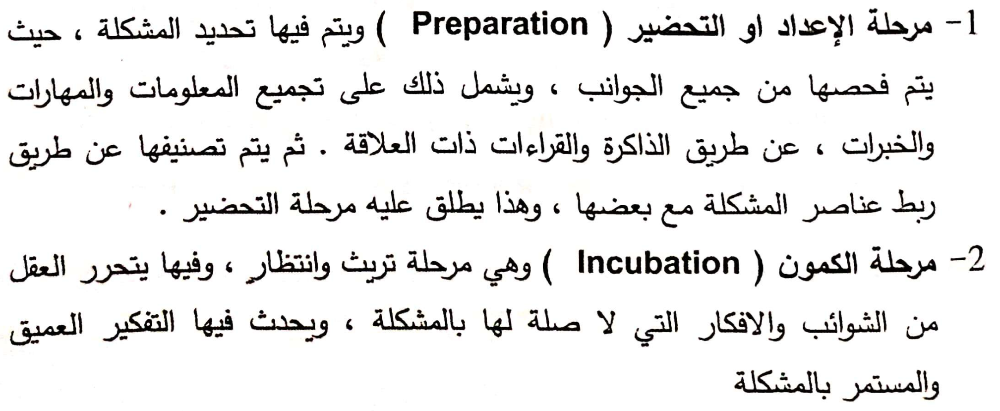 1- مرحلة الإعداد او التحضير ( Preparation ) ويتم فيها تحديد المشكلة ، حيث
يتم فحصها من جميع الجوانب ، ويشمل ذلك على تجميع المعلومات والمهارات
والخبرات ، عن طريق الذاكرة والقراءات ذات العلاقة . ثم يتم تصنيفها عن طريق
ربط عناصر المشكلة مع بعضها ، وهذا يطلق عليه مرحلة التحضير .
2- مرحلة الكمون ( Incubation ) وهي مرحلة تريث وانتظار ، وفيها يتحرر العقل
من الشوائب والافكار التي لا صلة لها بالمشكلة ، ويحدث فيها التفكير العميق
والمستمر بالمشكلة